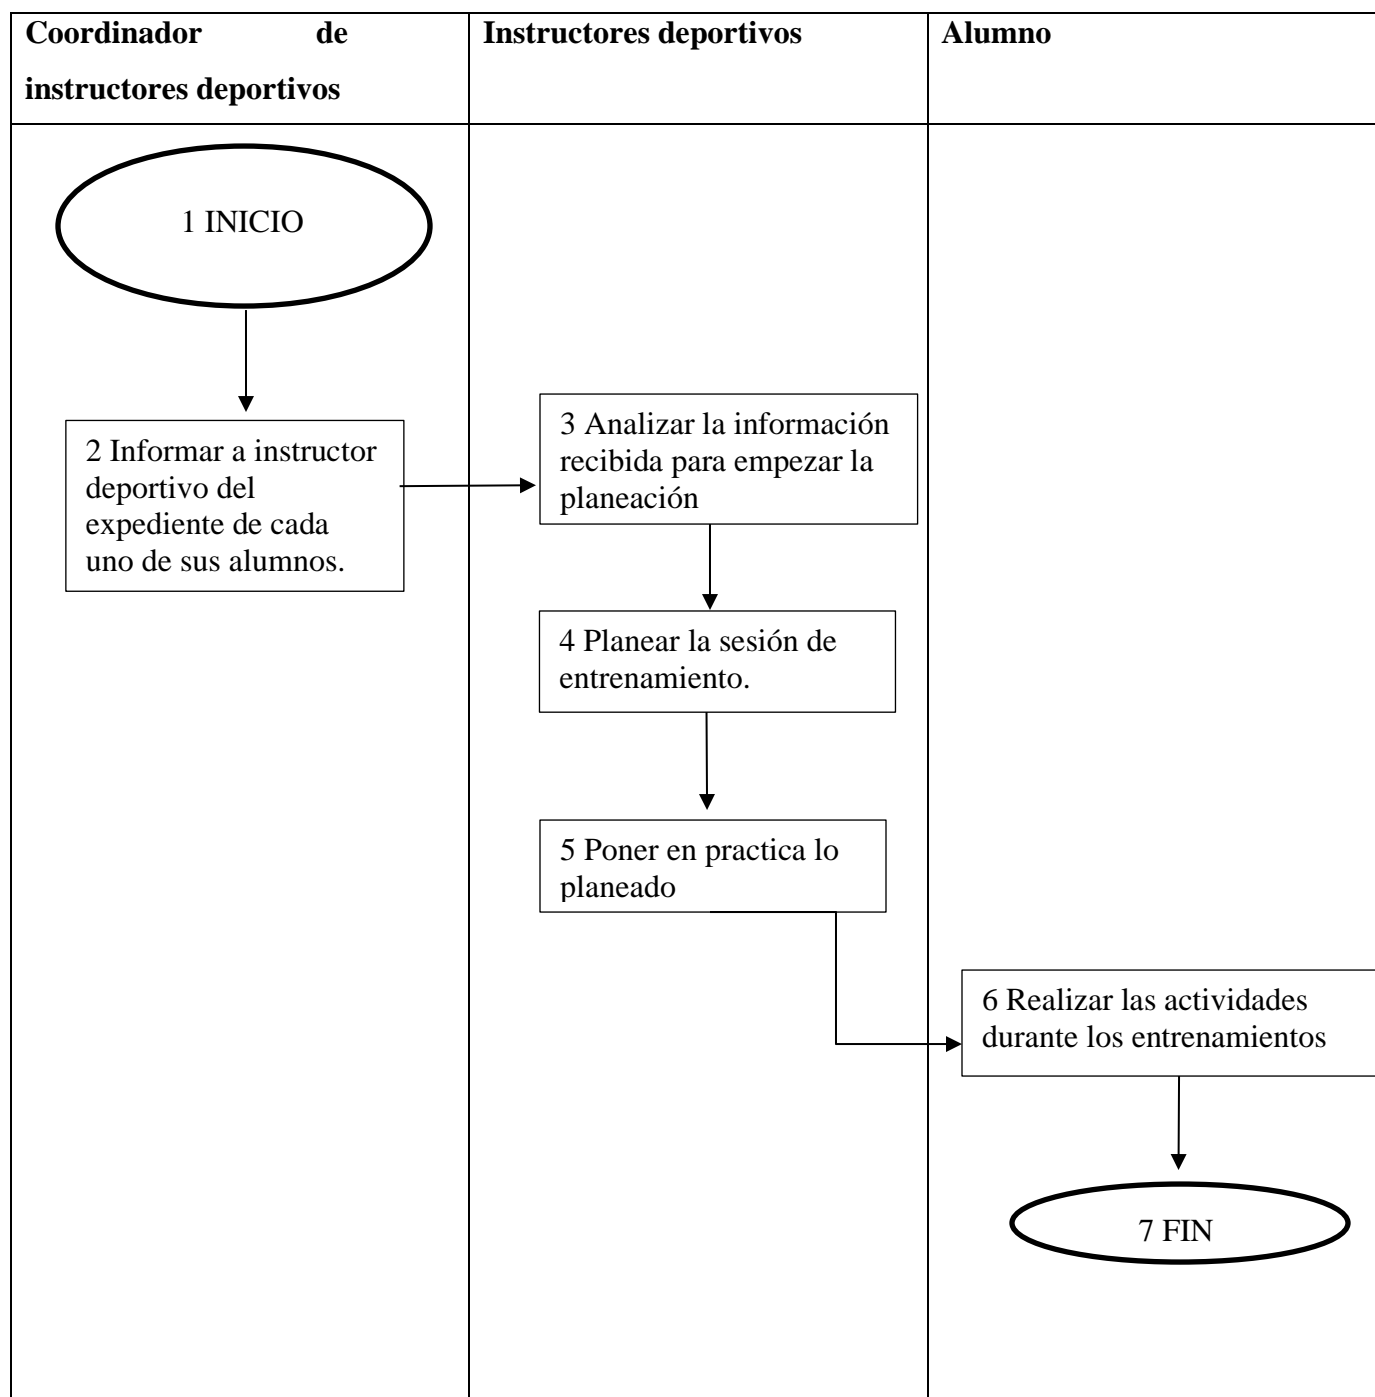 Coordinador de
instructores deportivos
Instructores deportivos
Alumno
1 INICIO
2 Informar a instructor
deportivo del
expediente de cada
uno de sus alumnos.
3 Analizar la información
recibida para empezar la
planeación
4 Planear la sesión de
entrenamiento.
5 Poner en practica lo
planeado
6 Realizar las actividades
durante los entrenamientos
7 FIN